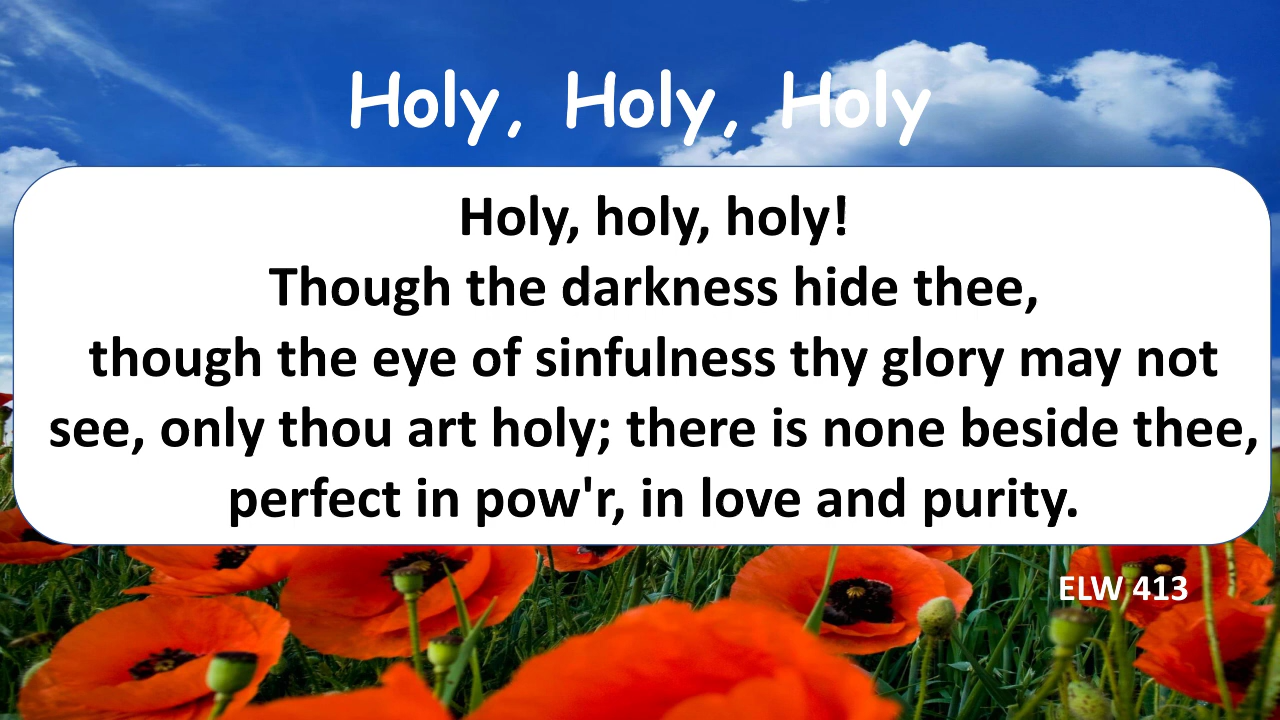 Holy, Holy, Holy
Holy, holy, holy!
Though the darkness hide thee,
though the eye of sinfulness thy glory may not
see, only thou art holy; there is none beside thee,
perfect in pow'r, in love and purity.
ELW 413